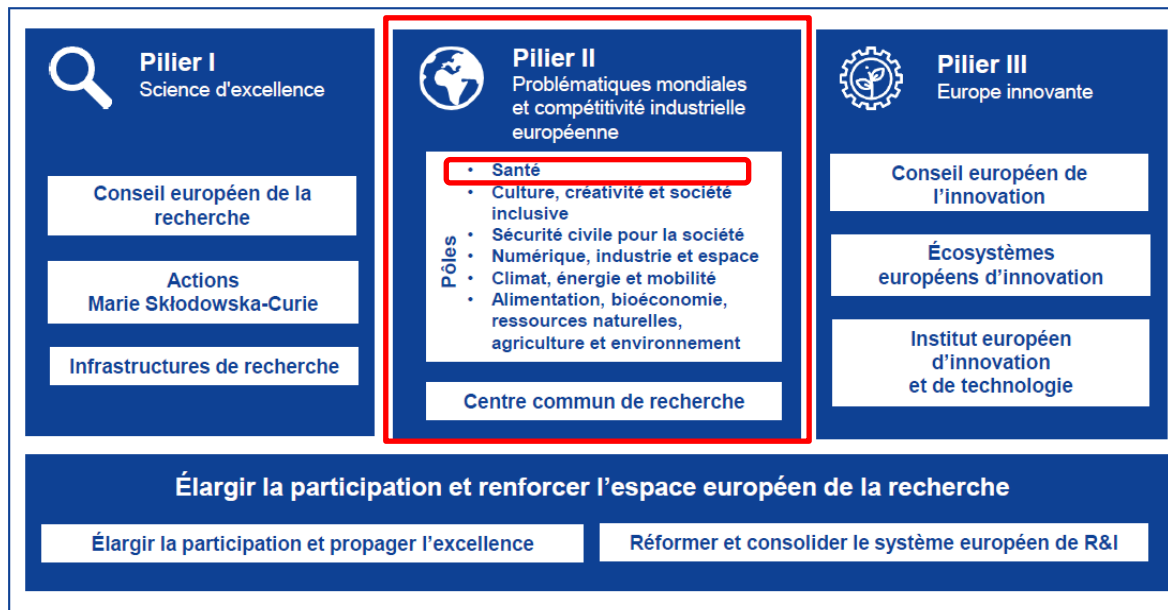 Pilier I
Science d'excellence
Conseil européen de la
recherche
Actions
Marie Skłodowska-Curie
Infrastructures de recherche
Pilier II
Problématiques mondiales
et compétitivité industrielle
européenne
Pôles
• Santé
• Culture, créativité et société
inclusive
• Sécurité civile pour la société
• Numérique, industrie et espace
• Climat, énergie et mobilité
• Alimentation, bioéconomie,
ressources naturelles,
agriculture et environnement
Centre commun de recherche
Pilier III
Europe innovante
Conseil européen de
l’innovation
Écosystèmes
européens d’innovation
Institut européen
d’innovation
et de technologie
Élargir la participation et renforcer l’espace européen de la recherche
Élargir la participation et propager l’excellence
Réformer et consolider le système européen de R&I